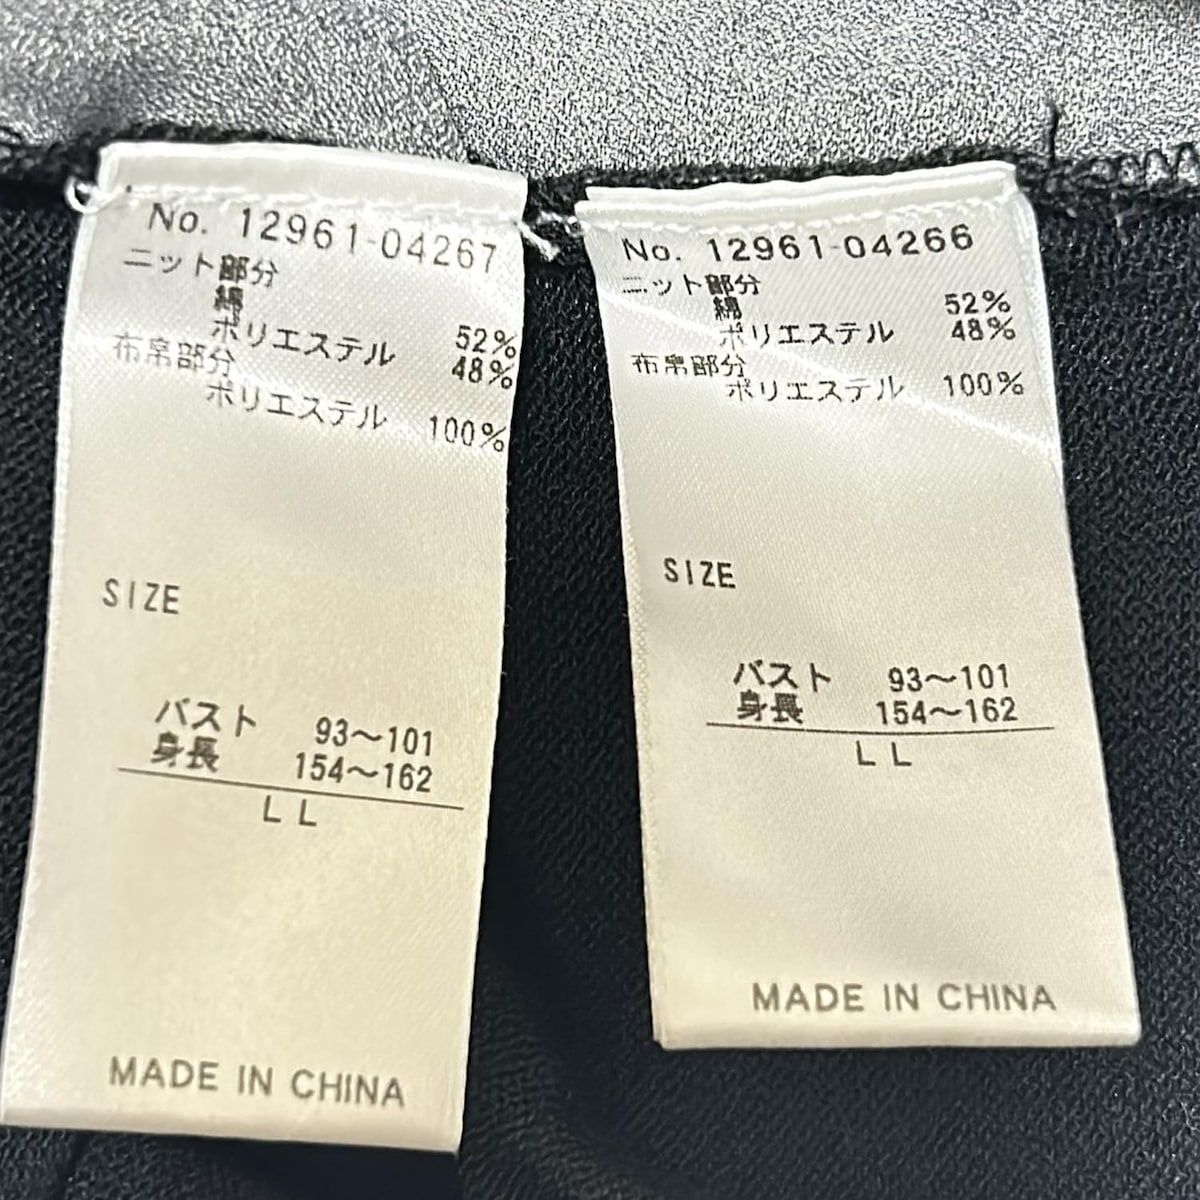 No. 12961-04267
ニット部分
綿 52%
ポリエステル 48%
布帛部分
ポリエステル 100%
SIZE
バスト 93～101
身長 154～162
LL
MADE IN CHINA
No. 12961-04266
ニット部分
綿 52%
ポリエステル 48%
布帛部分
ポリエステル 100%
SIZE
バスト 93～101
身長 154～162
LL
MADE IN CHINA